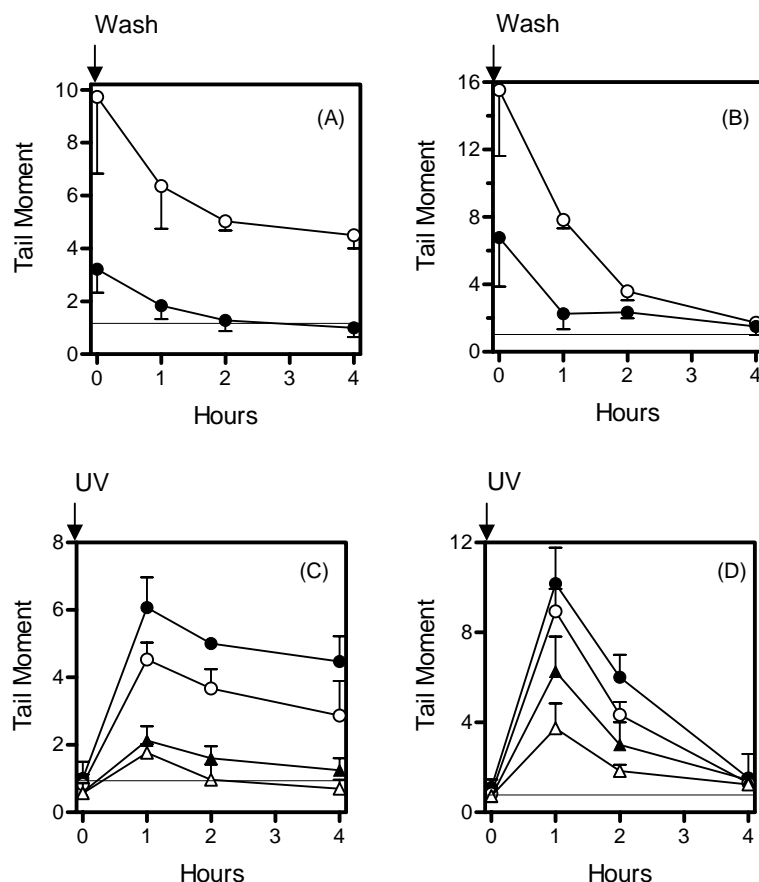 Wash
Wash
(A)
(B)
10
8
6
4
2
0
Tail Moment
0 1 2 3 4
Hours
16
12
8
4
0
Tail Moment
0 1 2 3 4
Hours
UV
UV
(C)
(D)
8
6
4
2
0
Tail Moment
0 1 2 3 4
Hours
12
8
4
0
Tail Moment
0 1 2 3 4
Hours